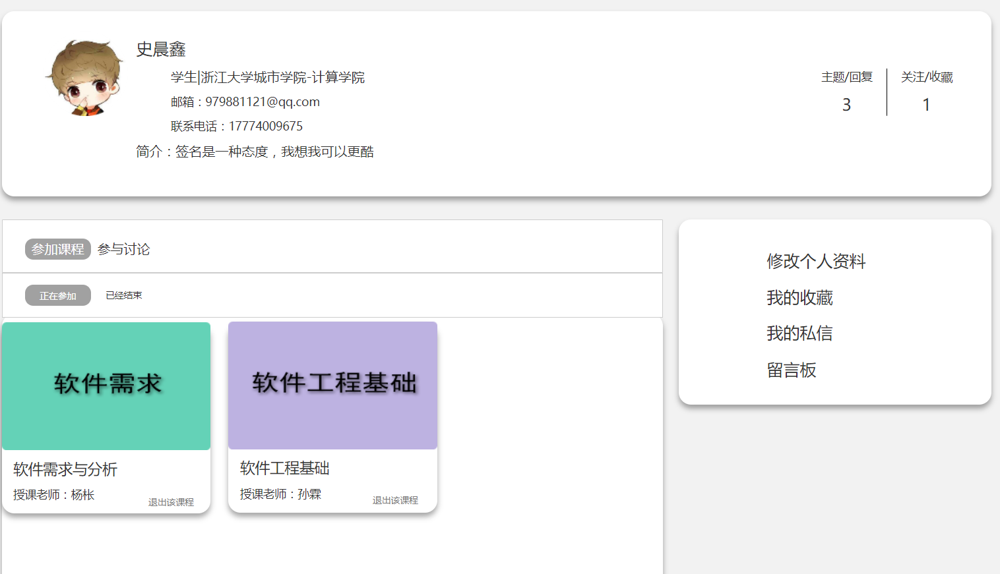 史晨鑫
学生|浙江大学城市学院-计算学院
邮箱：979881121@qq.com
联系电话：17774009675
简介：签名是一种态度，我想我可以更酷
主题/回复
3
关注/收藏
1
参加课程 参与讨论
正在参加 已经结束
软件需求
软件需求与分析
授课老师：杨枨
退出该课程
软件工程基础
软件工程基础
授课老师：孙霖
退出该课程
修改个人资料
我的收藏
我的私信
留言板